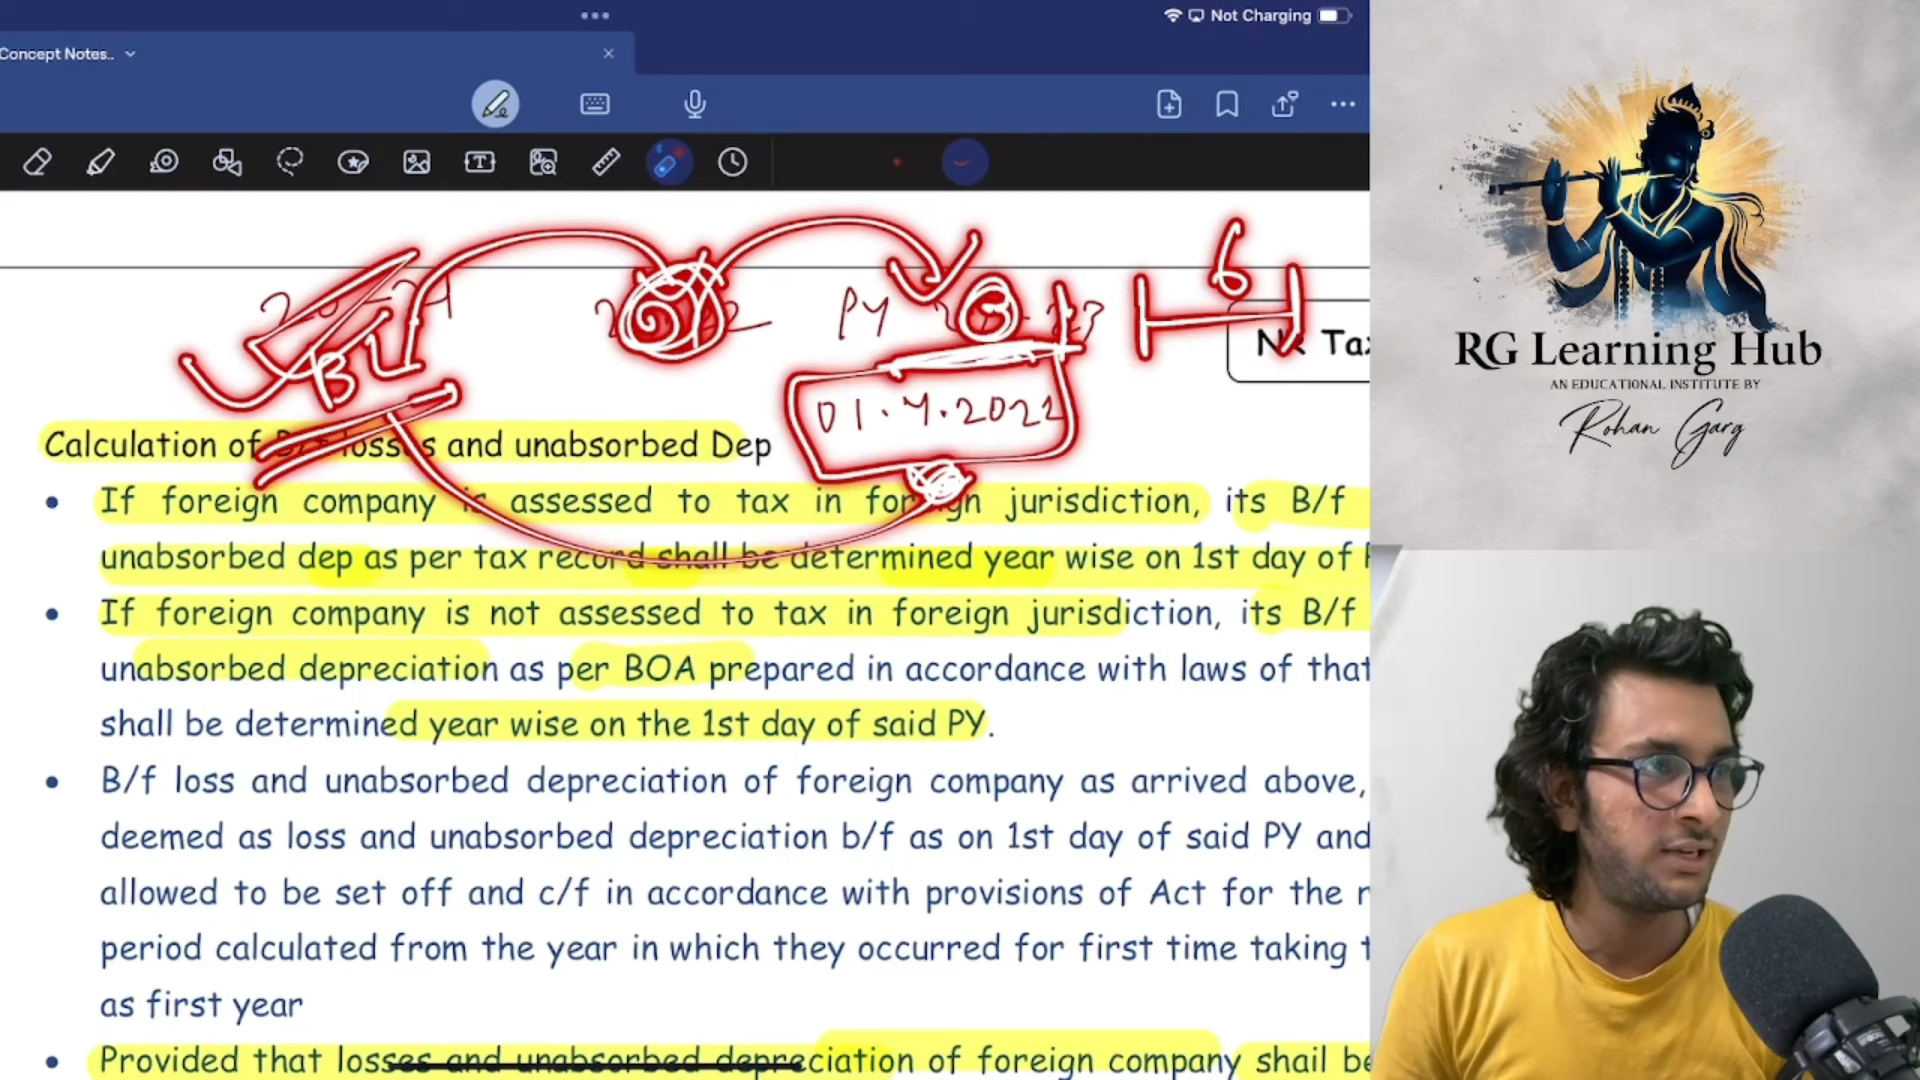 Not Charging
Concept Notes..
6
PY
Tax
BL
01.4.2022
Calculation of B/f losses and unabsorbed Dep
• If foreign company is assessed to tax in foreign jurisdiction, its B/f
unabsorbed dep as per tax record shall be determined year wise on 1st day of
• If foreign company is not assessed to tax in foreign jurisdiction, its B/f
unabsorbed depreciation as per BOA prepared in accordance with laws of that
shall be determined year wise on the 1st day of said PY.
• B/f loss and unabsorbed depreciation of foreign company as arrived above,
deemed as loss and unabsorbed depreciation b/f as on 1st day of said PY and
allowed to be set off and c/f in accordance with provisions of Act for the
period calculated from the year in which they occurred for first time taking
as first year
• Provided that losses and unabsorbed depreciation of foreign company shall be
RG Learning Hub
AN EDUCATIONAL INSTITUTE BY
Rohan Garg